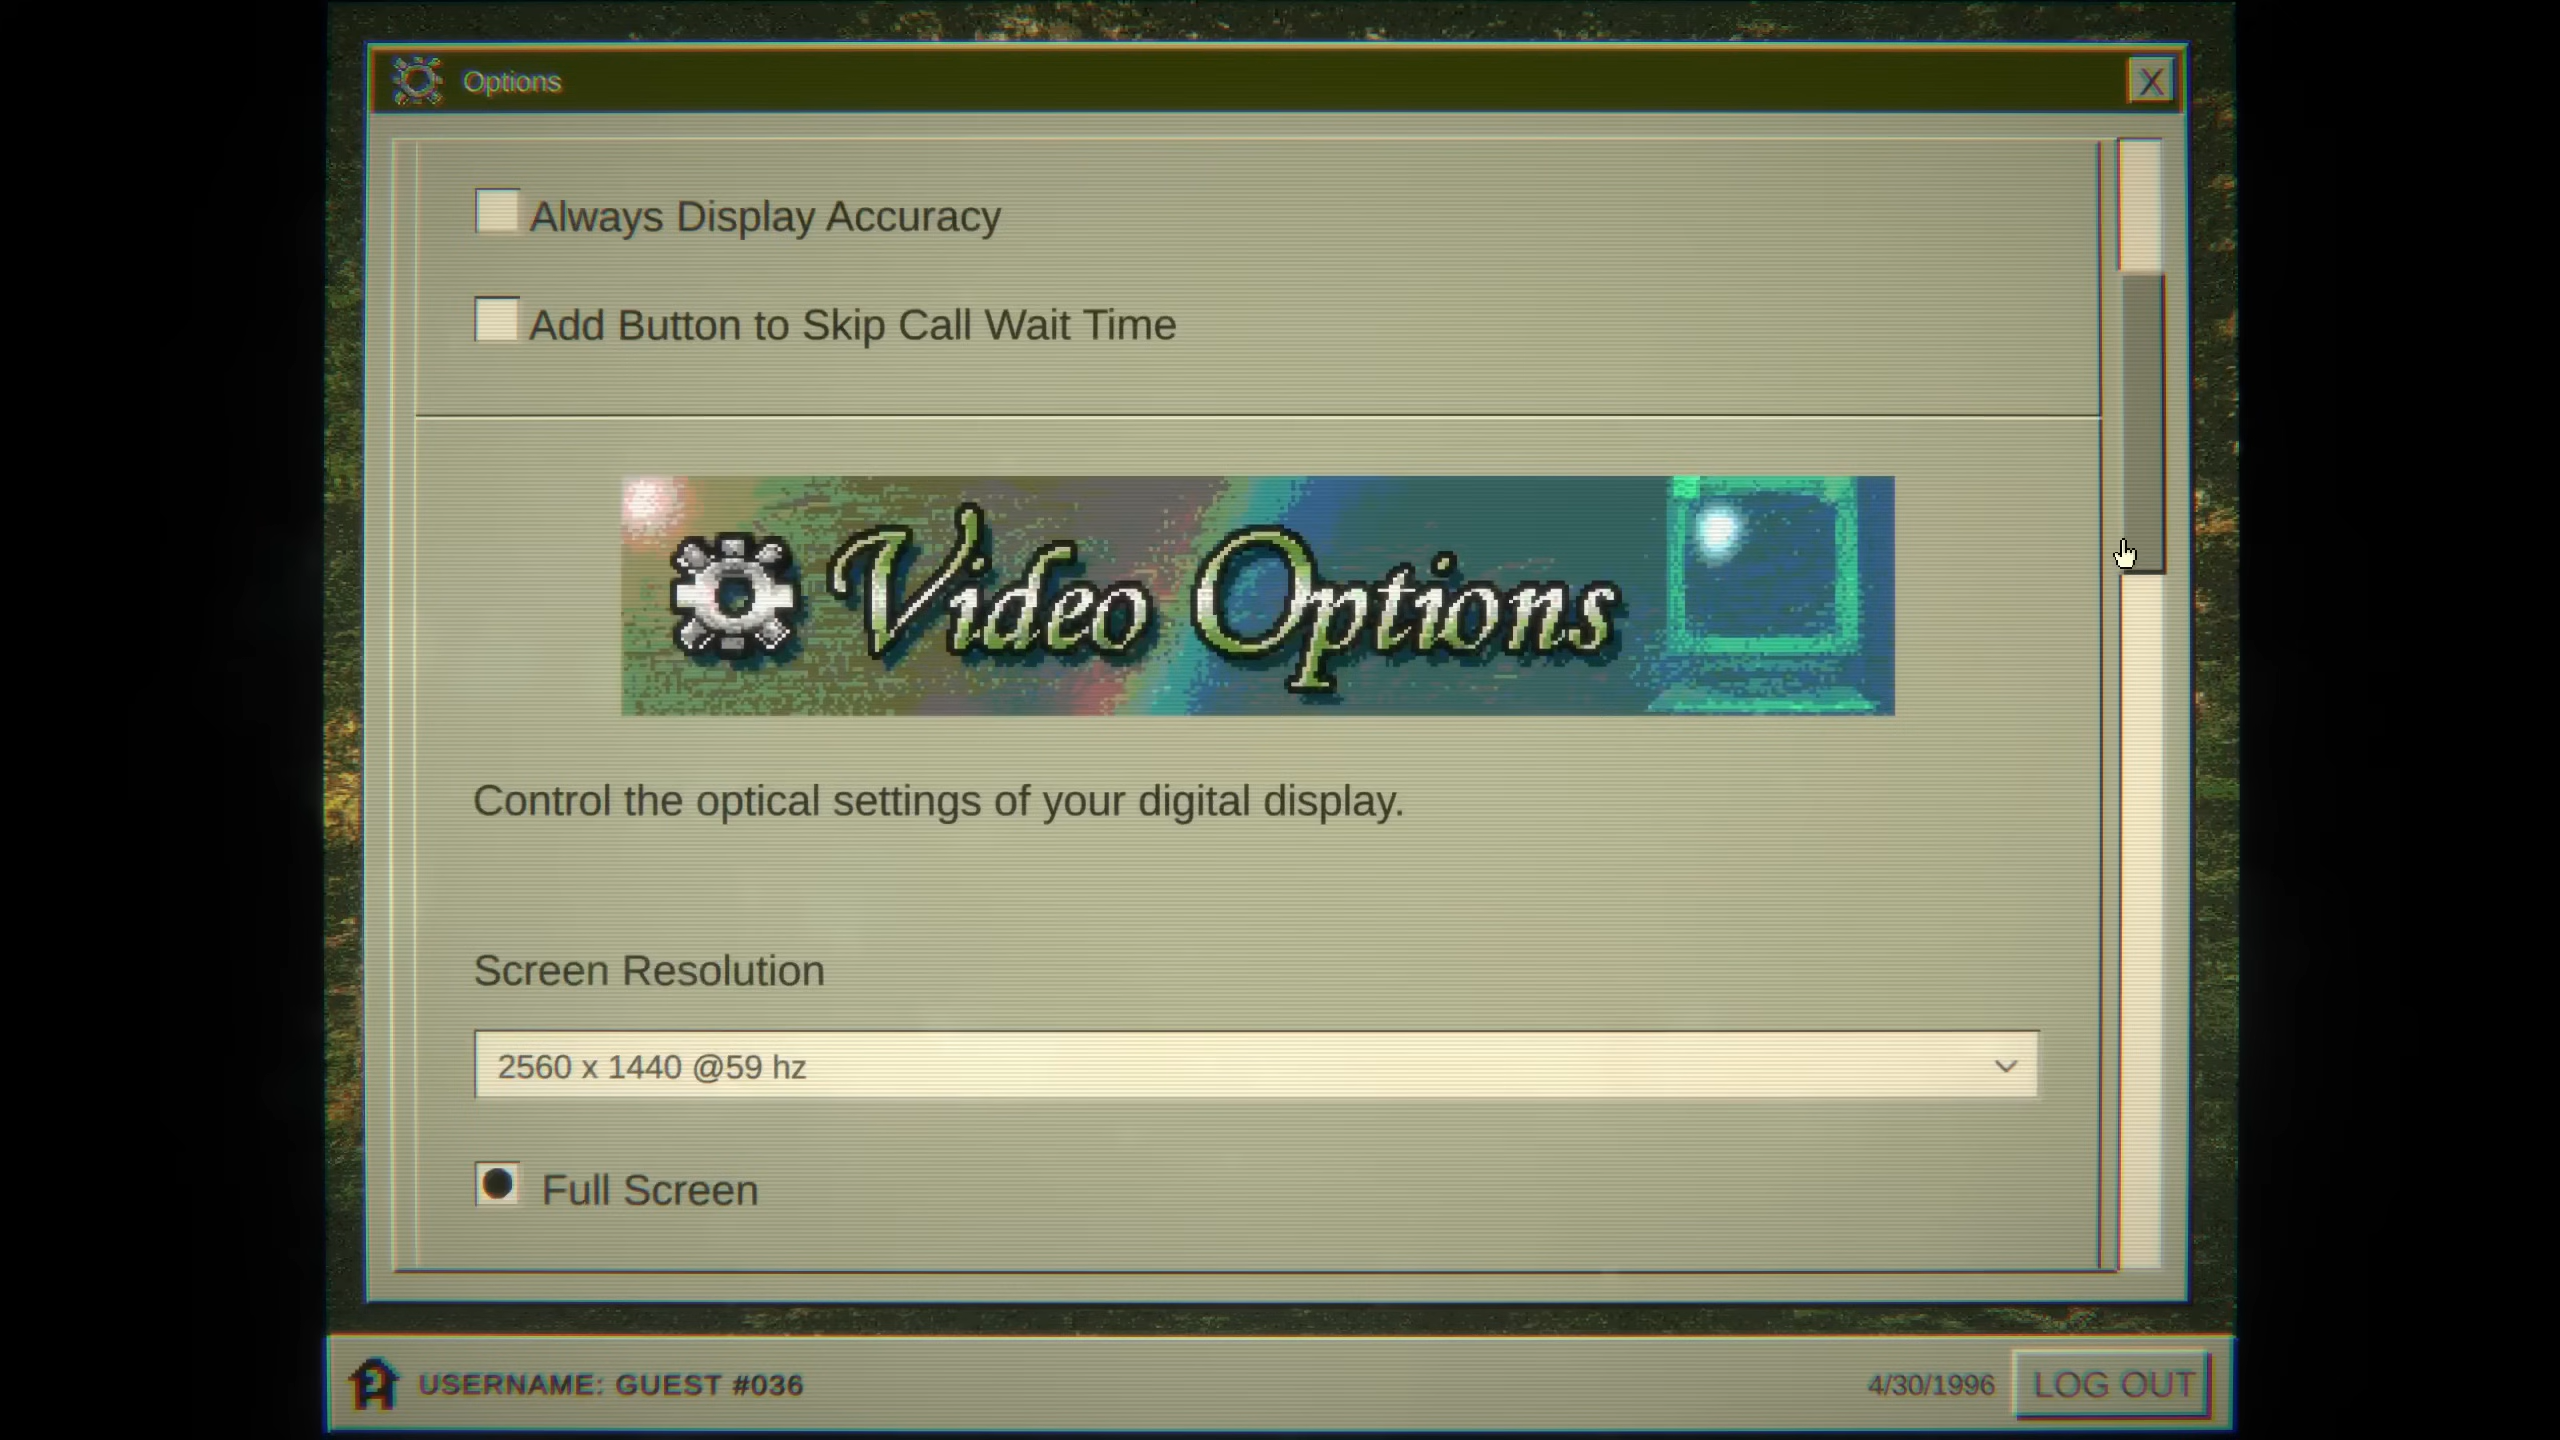 Options
X
Always Display Accuracy
Add Button to Skip Call Wait Time
Video Options
Control the optical settings of your digital display.
Screen Resolution
2560 x 1440 @59 hz
Full Screen
USERNAME: GUEST #036
4/30/1996
LOG OUT